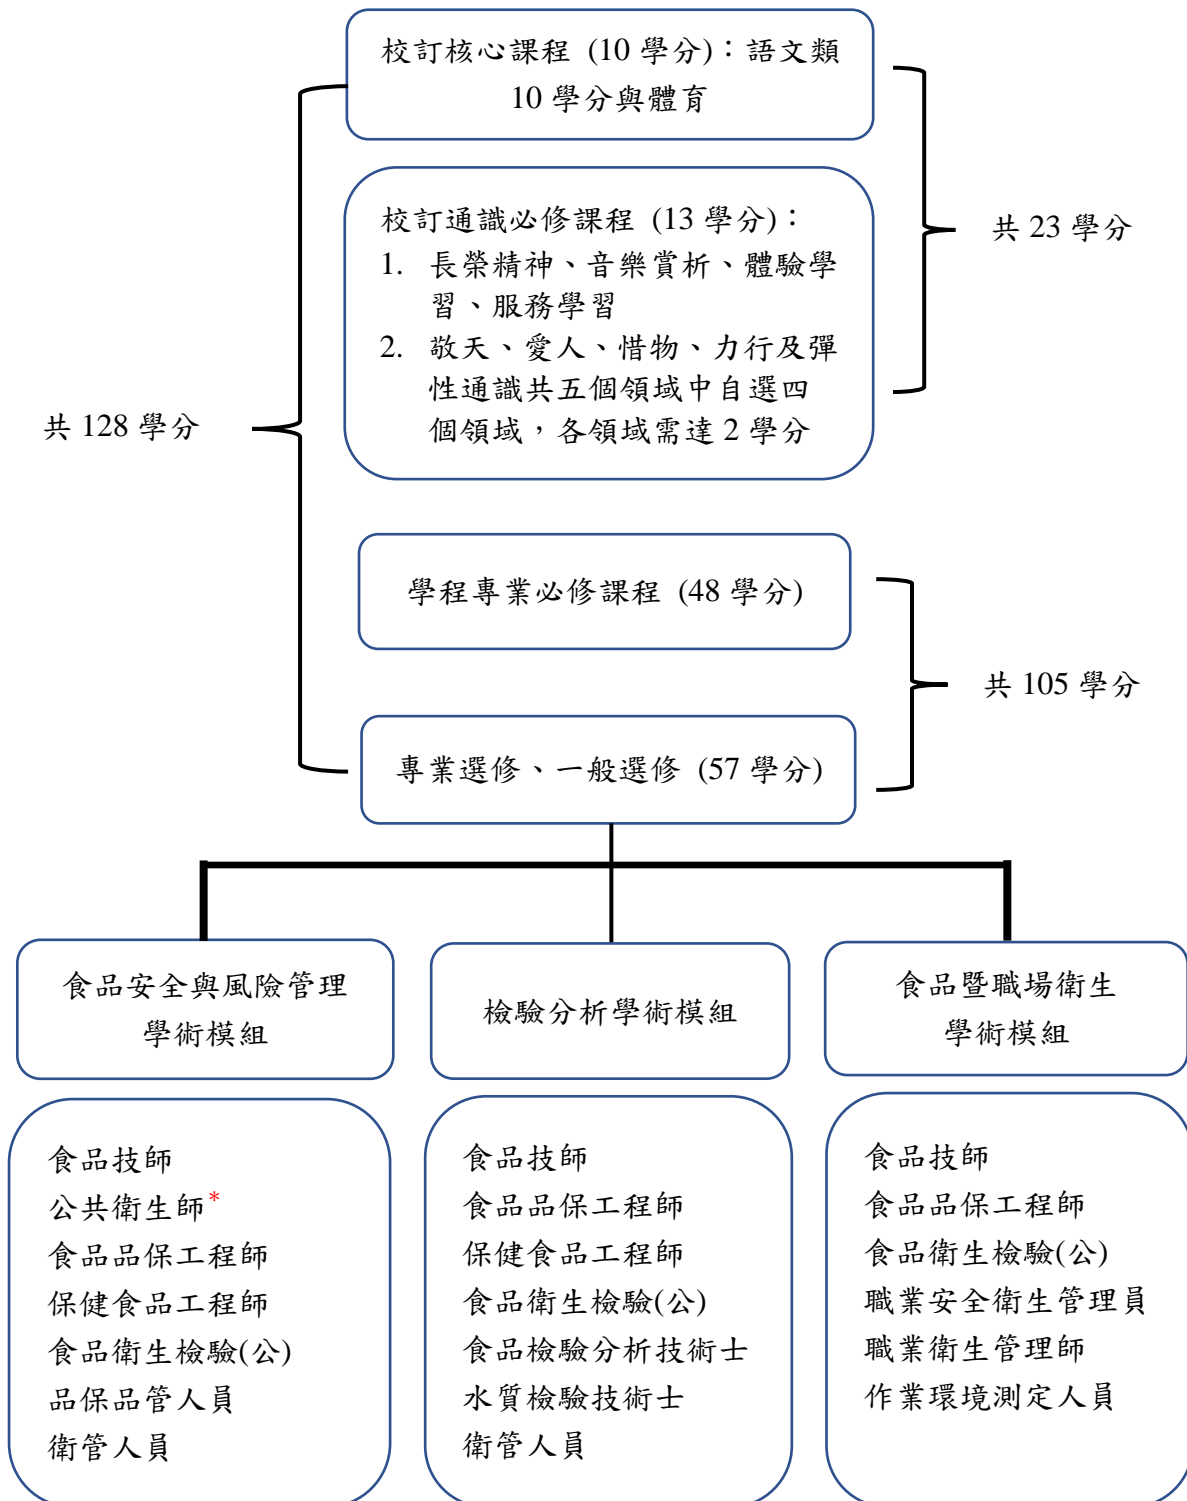 校訂核心課程 (10 學分)：語文類
10 學分與體育
校訂通識必修課程 (13 學分)：
1. 長榮精神、音樂賞析、體驗學
習、服務學習
2. 敬天、愛人、惜物、力行及彈
性通識共五個領域中自選四
個領域，各領域需達 2 學分
共 23 學分
共 128 學分
學程專業必修課程 (48 學分)
共 105 學分
專業選修、一般選修 (57 學分)
食品安全與風險管理
學術模組
檢驗分析學術模組
食品暨職場衛生
學術模組
食品技師
公共衛生師*
食品品保工程師
保健食品工程師
食品衛生檢驗(公)
品保品管人員
衛管人員
食品技師
食品品保工程師
保健食品工程師
食品衛生檢驗(公)
食品檢驗分析技術士
水質檢驗技術士
衛管人員
食品技師
食品品保工程師
食品衛生檢驗(公)
職業安全衛生管理員
職業衛生管理師
作業環境測定人員